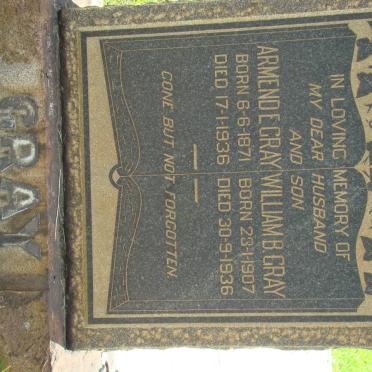 IN LOVING MEMORY OF
MY DEAR HUSBAND
AND SON
ARMEND E. GRAY WILLIAM B. GRAY
BORN 6-6-1871 BORN 23-1-1907
DIED 17-1-1936 DIED 30-9-1936
GONE BUT NOT FORGOTTEN
GRAY